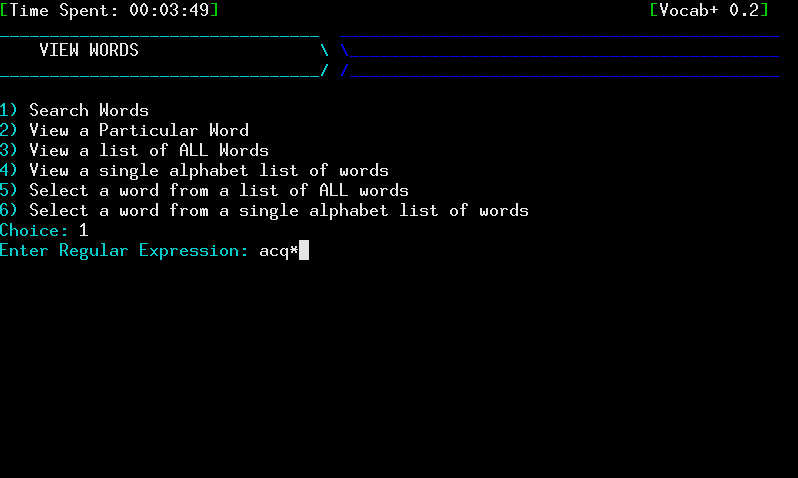 [Time Spent: 00:03:49] [Vocab+ 0.2]
VIEW WORDS
1) Search Words
2) View a Particular Word
3) View a list of ALL Words
4) View a single alphabet list of words
5) Select a word from a list of ALL words
6) Select a word from a single alphabet list of words
Choice: 1
Enter Regular Expression: acq*